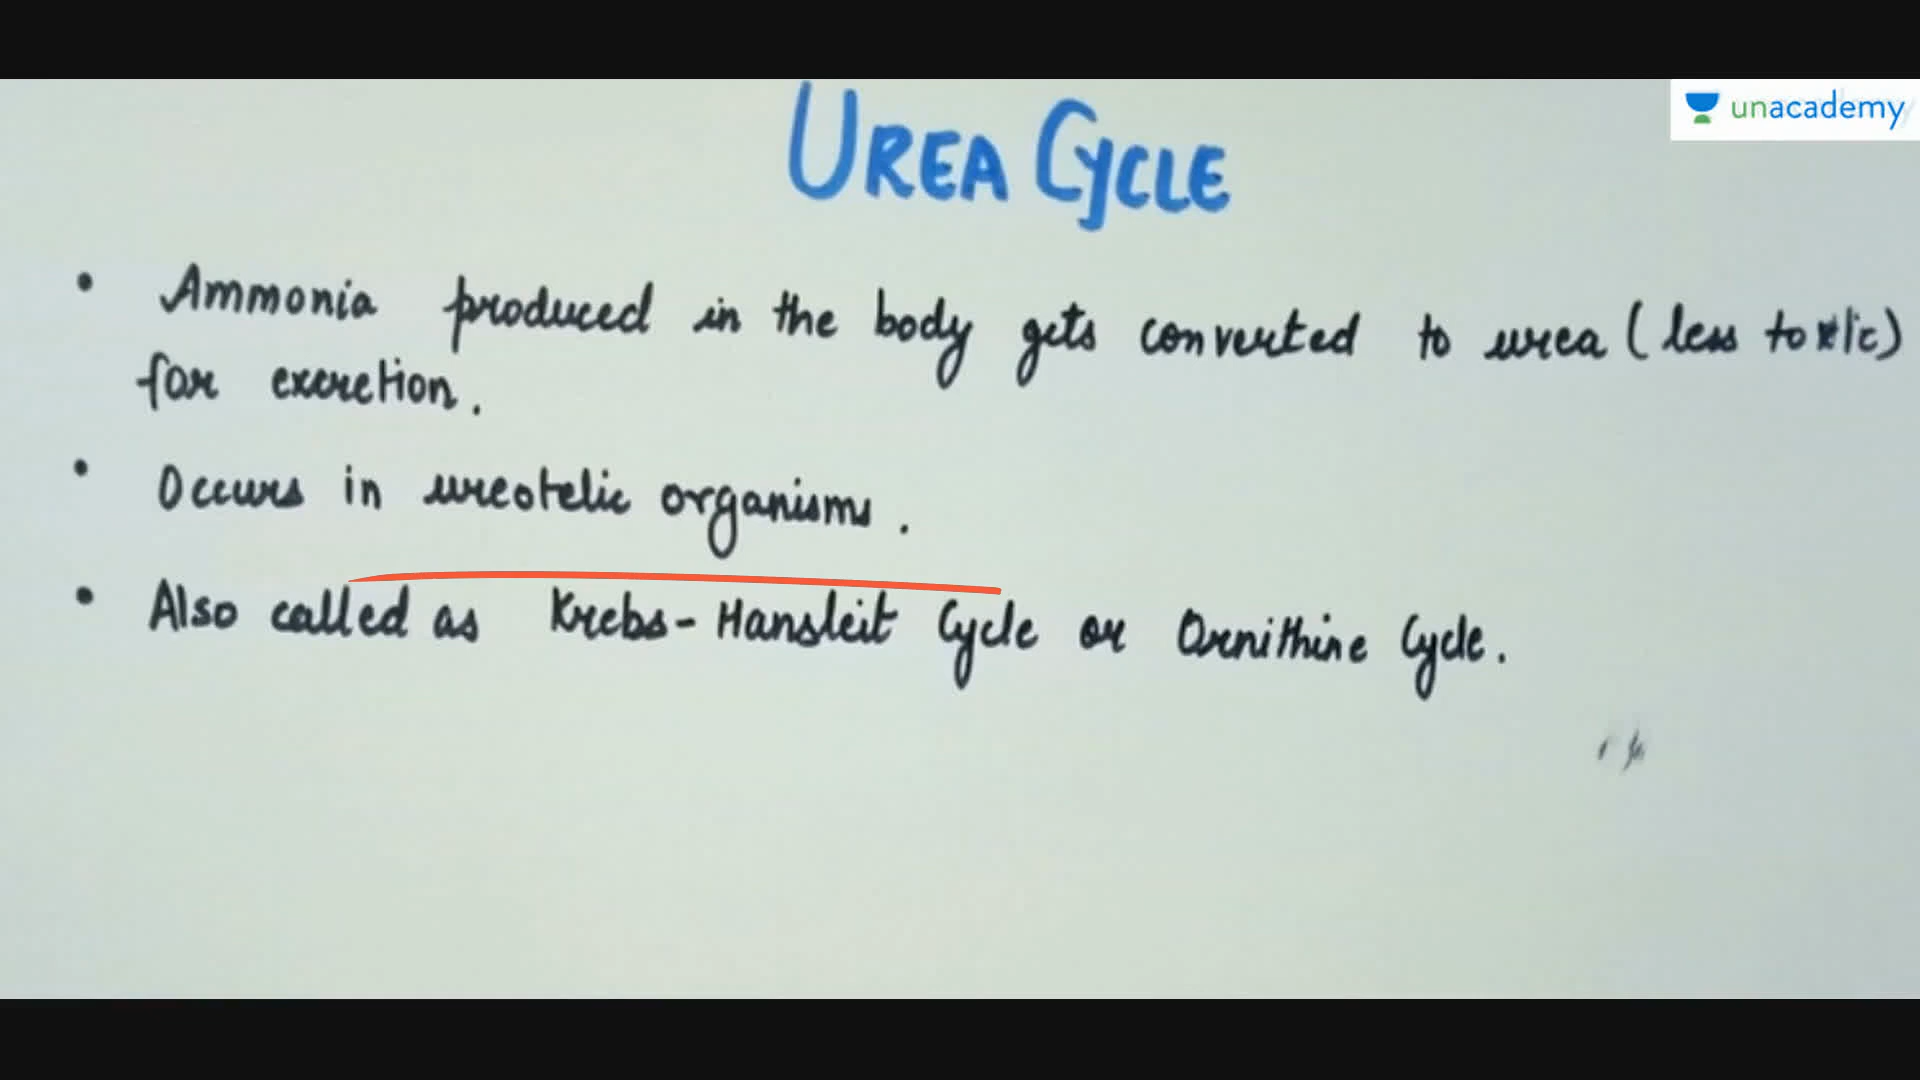 unacademy
UREA CYCLE
• Ammonia produced in the body gets converted to urea (less toxic)
for excretion.
• Occurs in ureotelic organisms.
• Also called as Krebs-Hansleit Cycle or Ornithine Cycle.